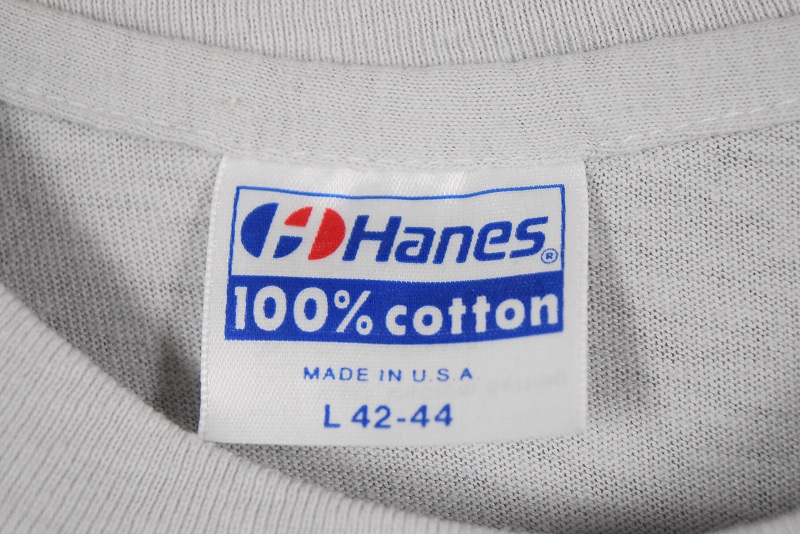 Hanes®
100% cotton
MADE IN U.S.A
L 42-44